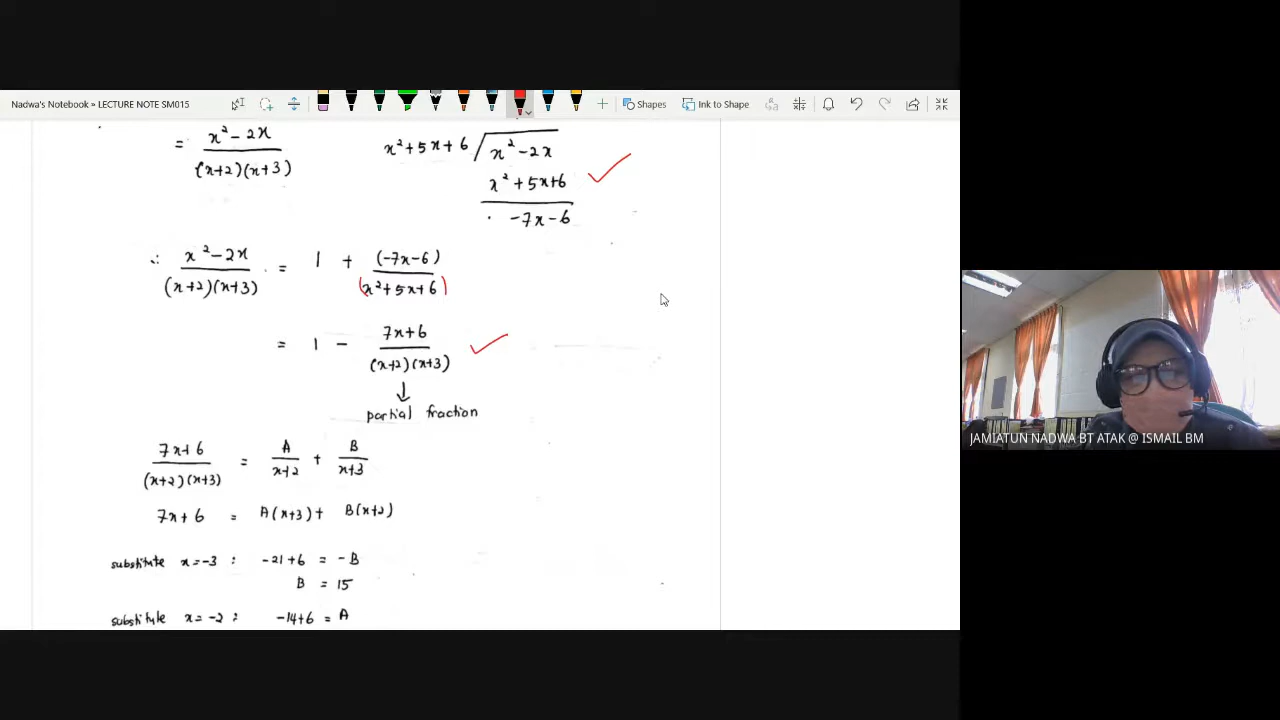 Nadwa's Notebook » LECTURE NOTE SM015
Shapes
Ink to Shape
= x² - 2x / (x+2)(x+3)
x² + 5x + 6 √ x² - 2x
x² + 5x + 6
-7x - 6
∴ x² - 2x / (x+2)(x+3) = 1 + (-7x-6) / (x² + 5x + 6)
= 1 - 7x+6 / (x+2)(x+3)
↓
partial fraction
7x+6 / (x+2)(x+3) = A / x+2 + B / x+3
7x + 6 = A(x+3) + B(x+2)
substitute x = -3 : -21+6 = -B
B = 15
substitute x = -2 : -14+6 = A
JAMIATUN NADWA BT ATAK @ ISMAIL BM